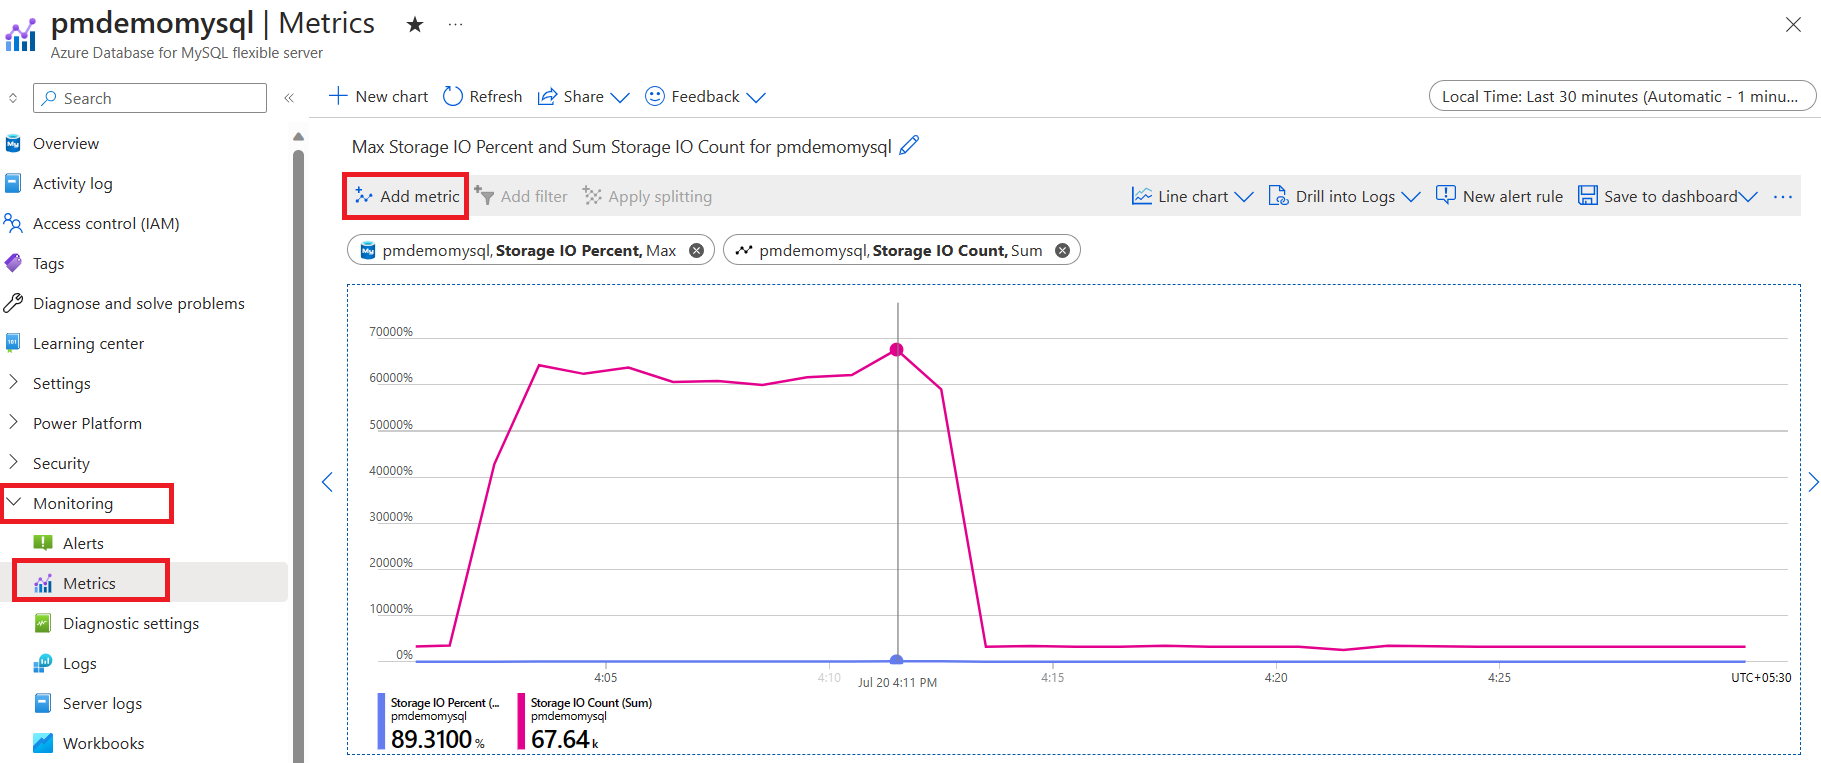 pmdemomysql | Metrics
Azure Database for MySQL flexible server
Search
Overview
Activity log
Access control (IAM)
Tags
Diagnose and solve problems
Learning center
Settings
Power Platform
Security
Monitoring
Alerts
Metrics
Diagnostic settings
Logs
Server logs
Workbooks
New chart Refresh Share Feedback
Local Time: Last 30 minutes (Automatic - 1 minu...
Max Storage IO Percent and Sum Storage IO Count for pmdemomysql
Add metric Add filter Apply splitting Line chart Drill into Logs New alert rule Save to dashboard
pmdemomysql, Storage IO Percent, Max pmdemomysql, Storage IO Count, Sum
70000%
60000%
50000%
40000%
30000%
20000%
10000%
0%
4:05 4:10 Jul 20 4:11 PM 4:15 4:20 4:25 UTC+05:30
Storage IO Percent (... Storage IO Count (Sum)
pmdemomysql pmdemomysql
89.3100 % 67.64 k